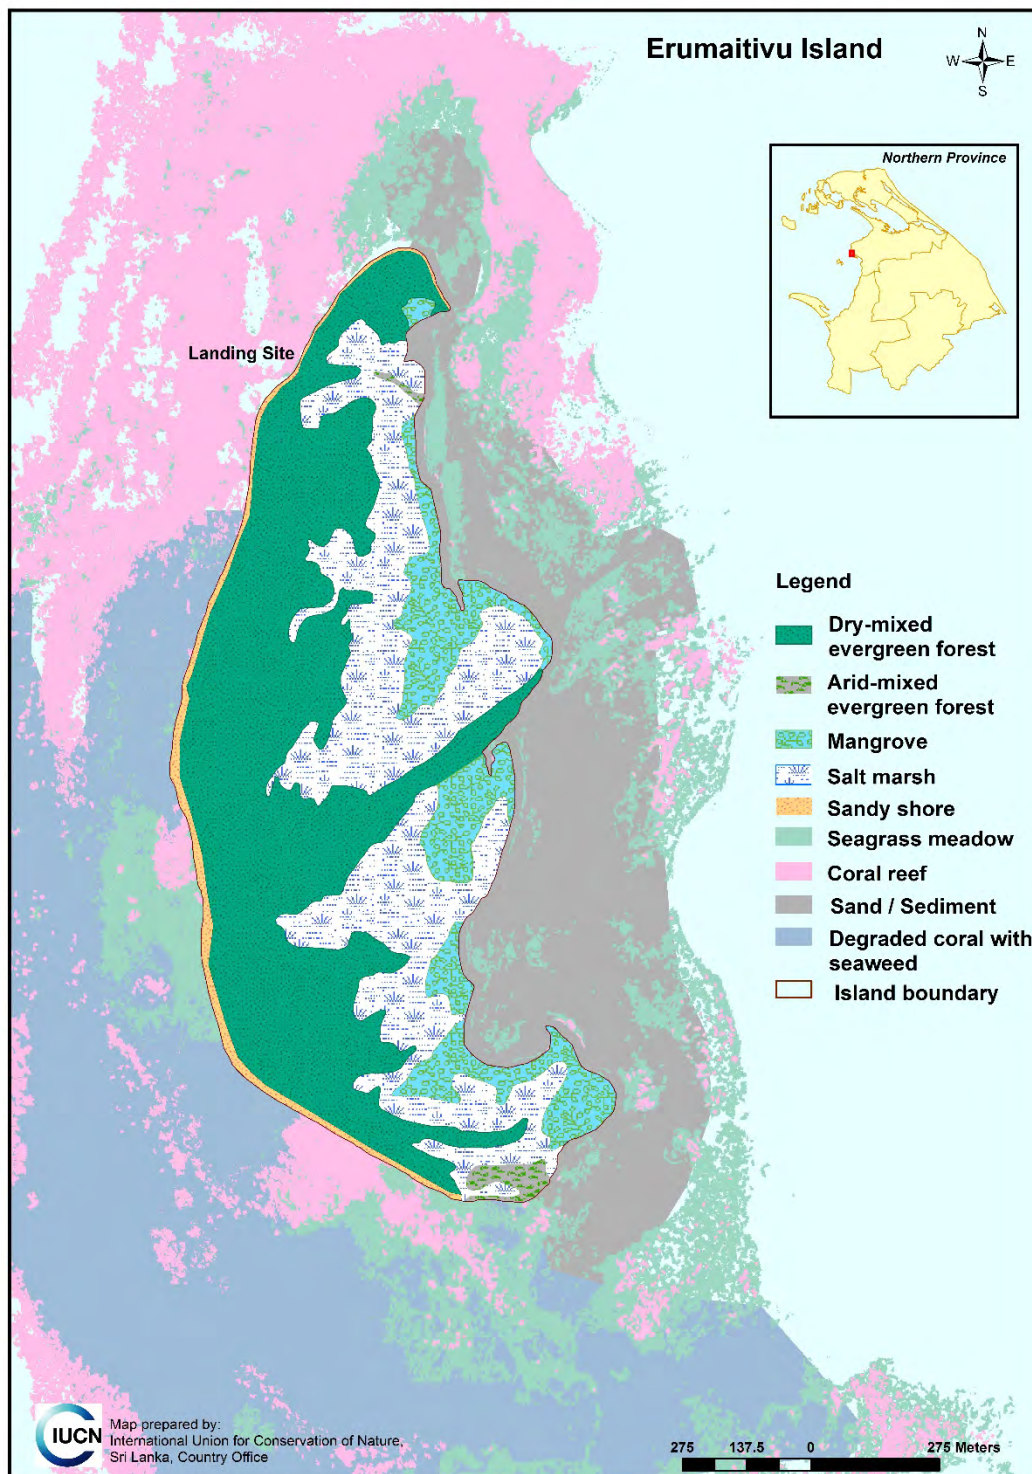 Erumaitivu Island
N
W E
S
Northern Province
Landing Site
Legend
Dry-mixed
evergreen forest
Arid-mixed
evergreen forest
Mangrove
Salt marsh
Sandy shore
Seagrass meadow
Coral reef
Sand / Sediment
Degraded coral with
seaweed
Island boundary
IUCN
Map prepared by:
International Union for Conservation of Nature,
Sri Lanka, Country Office
275 137.5 0 275 Meters